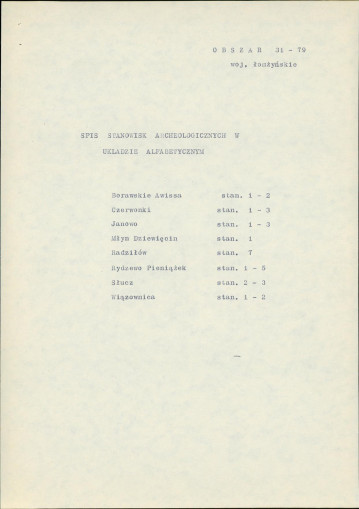 OBSZAR 31 - 79
woj. łomżyńskie
SPIS STANOWISK ARCHEOLOGICZNYCH W
UKŁADZIE ALFABETYCZNYM
Borawskie Awissa stan. 1 - 2
Czerwonki stan. 1 - 3
Janowo stan. 1 - 3
Młyn Dziewięcin stan. 1
Radziłów stan. 7
Rydzewo Pieniążek stan. 1 - 5
Słucz stan. 2 - 3
Wiązownica stan. 1 - 2